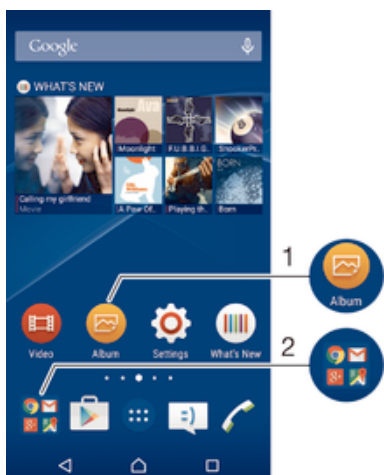 Google
WHAT'S NEW
Calling my girlfriend
Movie
Moonlight
F.U.B.B.I.G.
SnookerPr..
BORN
A Pour Of..
Playing th..
Born
1
Album
Video
Album
Settings
What's New
2